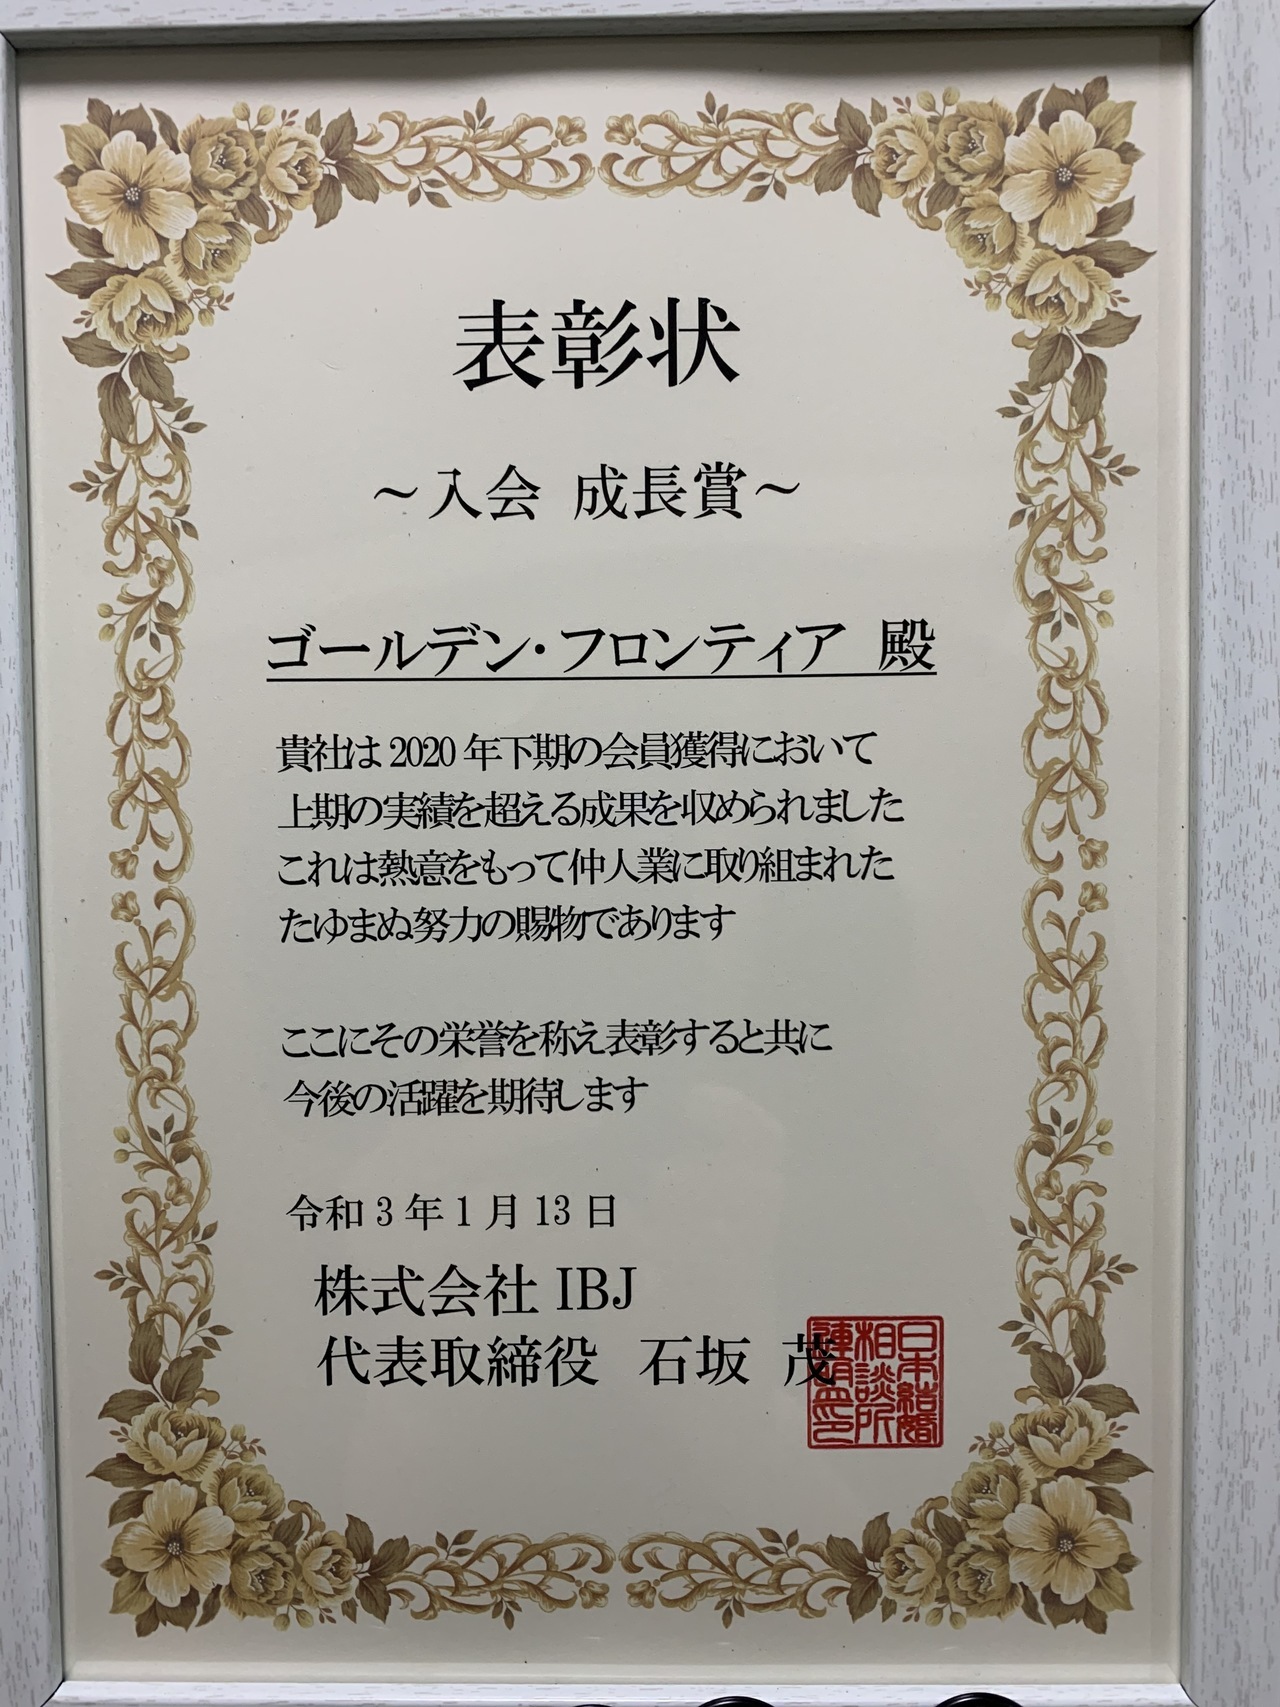 表彰状
～入会 成長賞～
ゴールデン・フロンティア 殿
貴社は2020年下期の会員獲得において
上期の実績を超える成果を収められました
これは熱意をもって仲人業に取り組まれた
たゆまぬ努力の賜物であります
ここにその栄誉を称え表彰すると共に
今後の活躍を期待します
令和3年1月13日
株式会社IBJ
代表取締役 石坂 茂
日本結婚
相談所
連盟之印